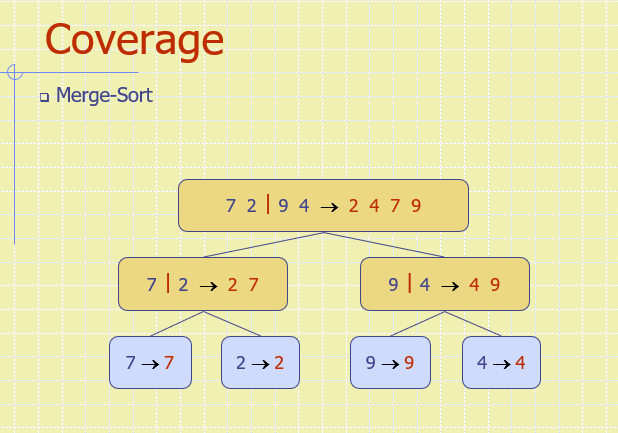 Coverage
Merge-Sort
7 2 | 9 4 → 2 4 7 9
7 | 2 → 2 7
9 | 4 → 4 9
7 → 7
2 → 2
9 → 9
4 → 4